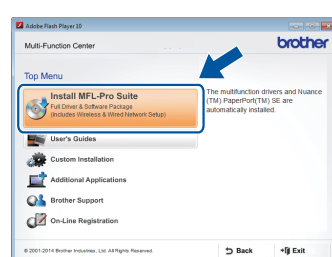 Adobe Flash Player 10
Multi-Function Center
brother
Top Menu
Install MFL-Pro Suite
Full Driver & Software Package
(Includes Wireless & Wired Network Setup)
The multifunction drivers and Nuance
(TM) PaperPort(TM) SE are
automatically installed.
User's Guides
Custom Installation
Additional Applications
Brother Support
On-Line Registration
© 2001-2014 Brother Industries, Ltd. All Rights Reserved.
Back
Exit